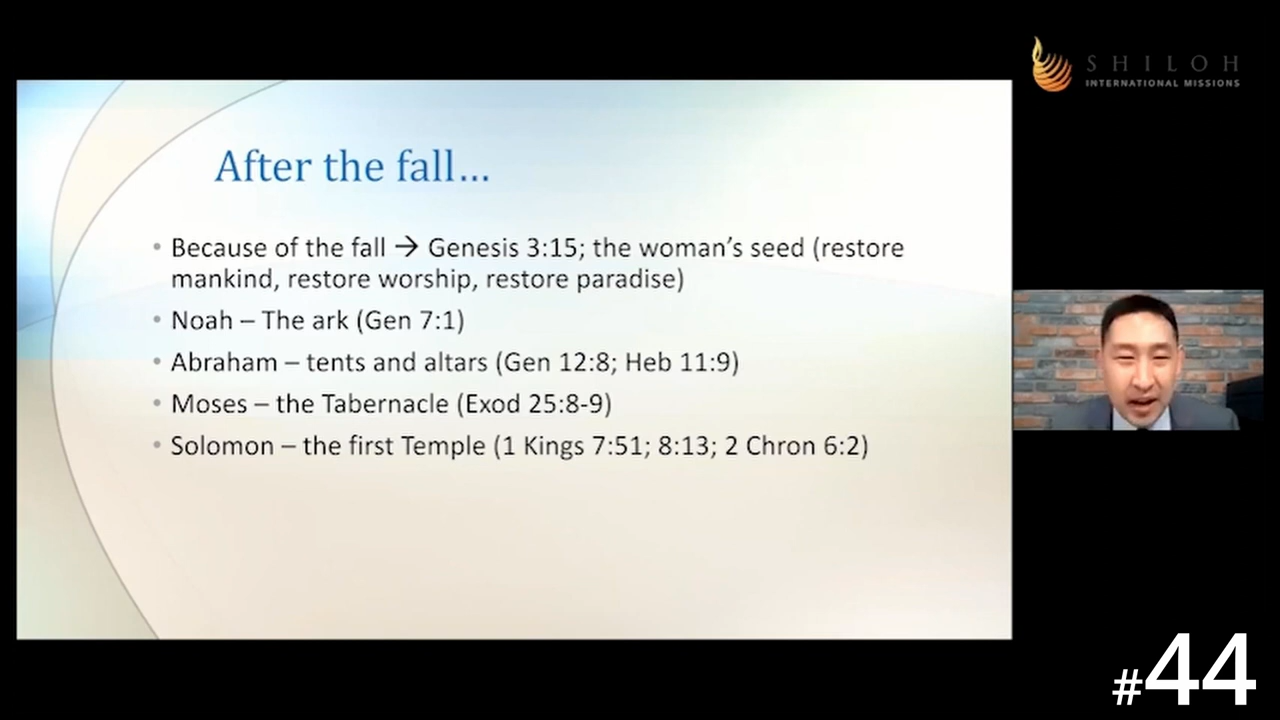 SHILOH
INTERNATIONAL MISSIONS
After the fall…
• Because of the fall → Genesis 3:15; the woman’s seed (restore
mankind, restore worship, restore paradise)
• Noah – The ark (Gen 7:1)
• Abraham – tents and altars (Gen 12:8; Heb 11:9)
• Moses – the Tabernacle (Exod 25:8-9)
• Solomon – the first Temple (1 Kings 7:51; 8:13; 2 Chron 6:2)
#44